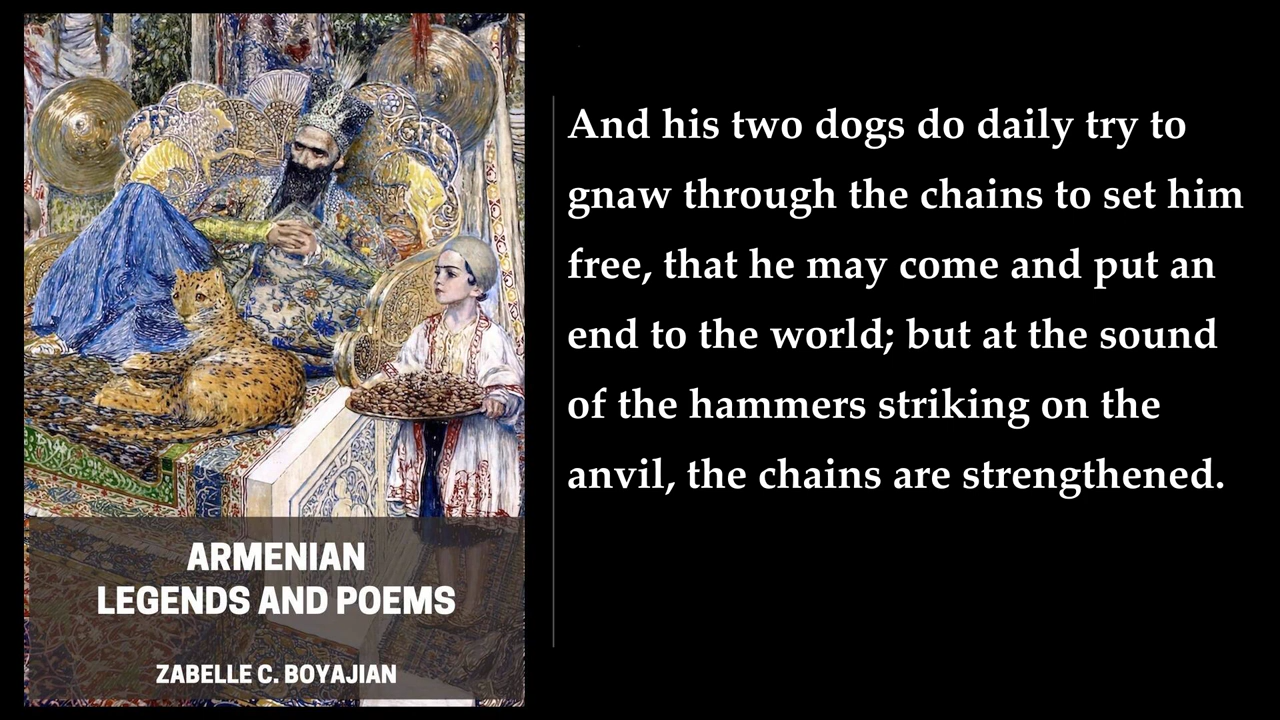 And his two dogs do daily try to
gnaw through the chains to set him
free, that he may come and put an
end to the world; but at the sound
of the hammers striking on the
anvil, the chains are strengthened.
ARMENIAN
LEGENDS AND POEMS
ZABELLE C. BOYAJIAN